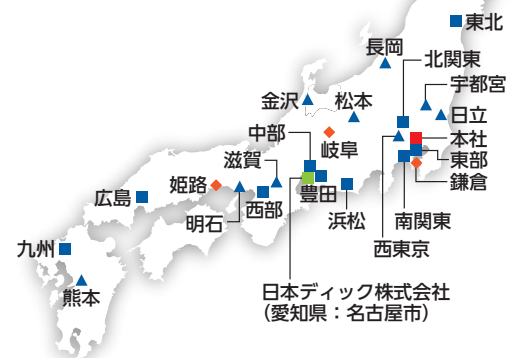 東北
長岡
北関東
宇都宮
金沢
松本
日立
中部
本社
岐阜
滋賀
東部
姫路
鎌倉
広島
豊田
西部
浜松
南関東
明石
九州
西東京
熊本
日本ディック株式会社
（愛知県：名古屋市）